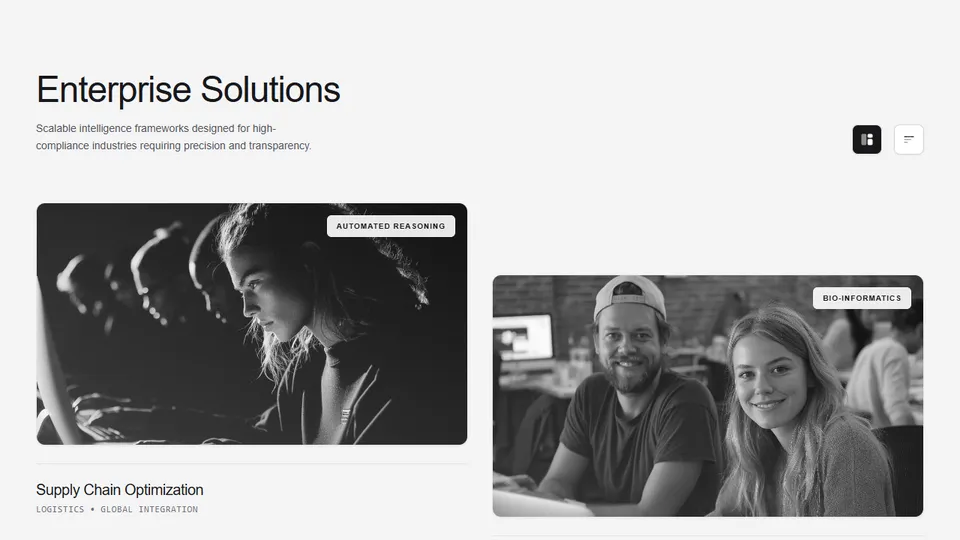 Enterprise Solutions
Scalable intelligence frameworks designed for high-
compliance industries requiring precision and transparency.
AUTOMATED REASONING
BIO-INFORMATICS
Supply Chain Optimization
LOGISTICS • GLOBAL INTEGRATION